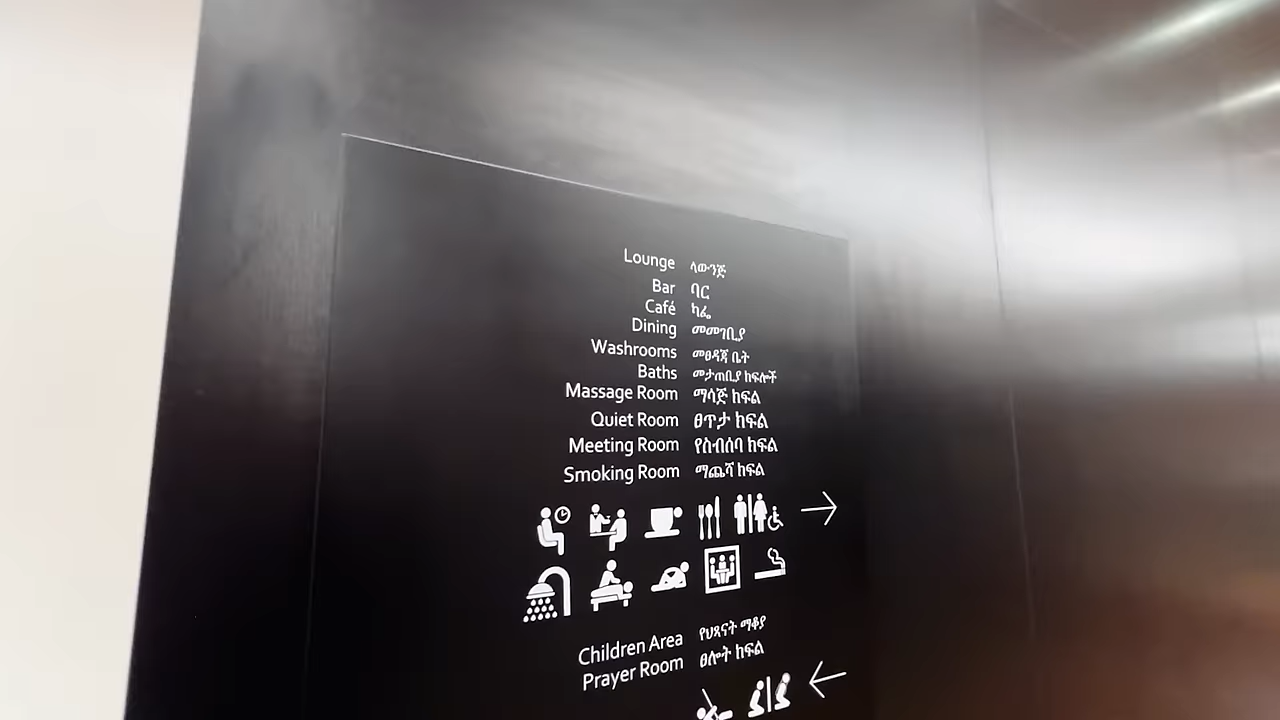 Lounge ላውንጅ
Bar ባር
Café ካፌ
Dining መመገቢያ
Washrooms መፀዳጃ ቤት
Baths መታጠቢያ ክፍሎች
Massage Room ማሳጅ ክፍል
Quiet Room ፀጥታ ክፍል
Meeting Room የስብሰባ ክፍል
Smoking Room ማጨሻ ክፍል
Children Area የህጻናት ማቆያ
Prayer Room ፀሎት ክፍል